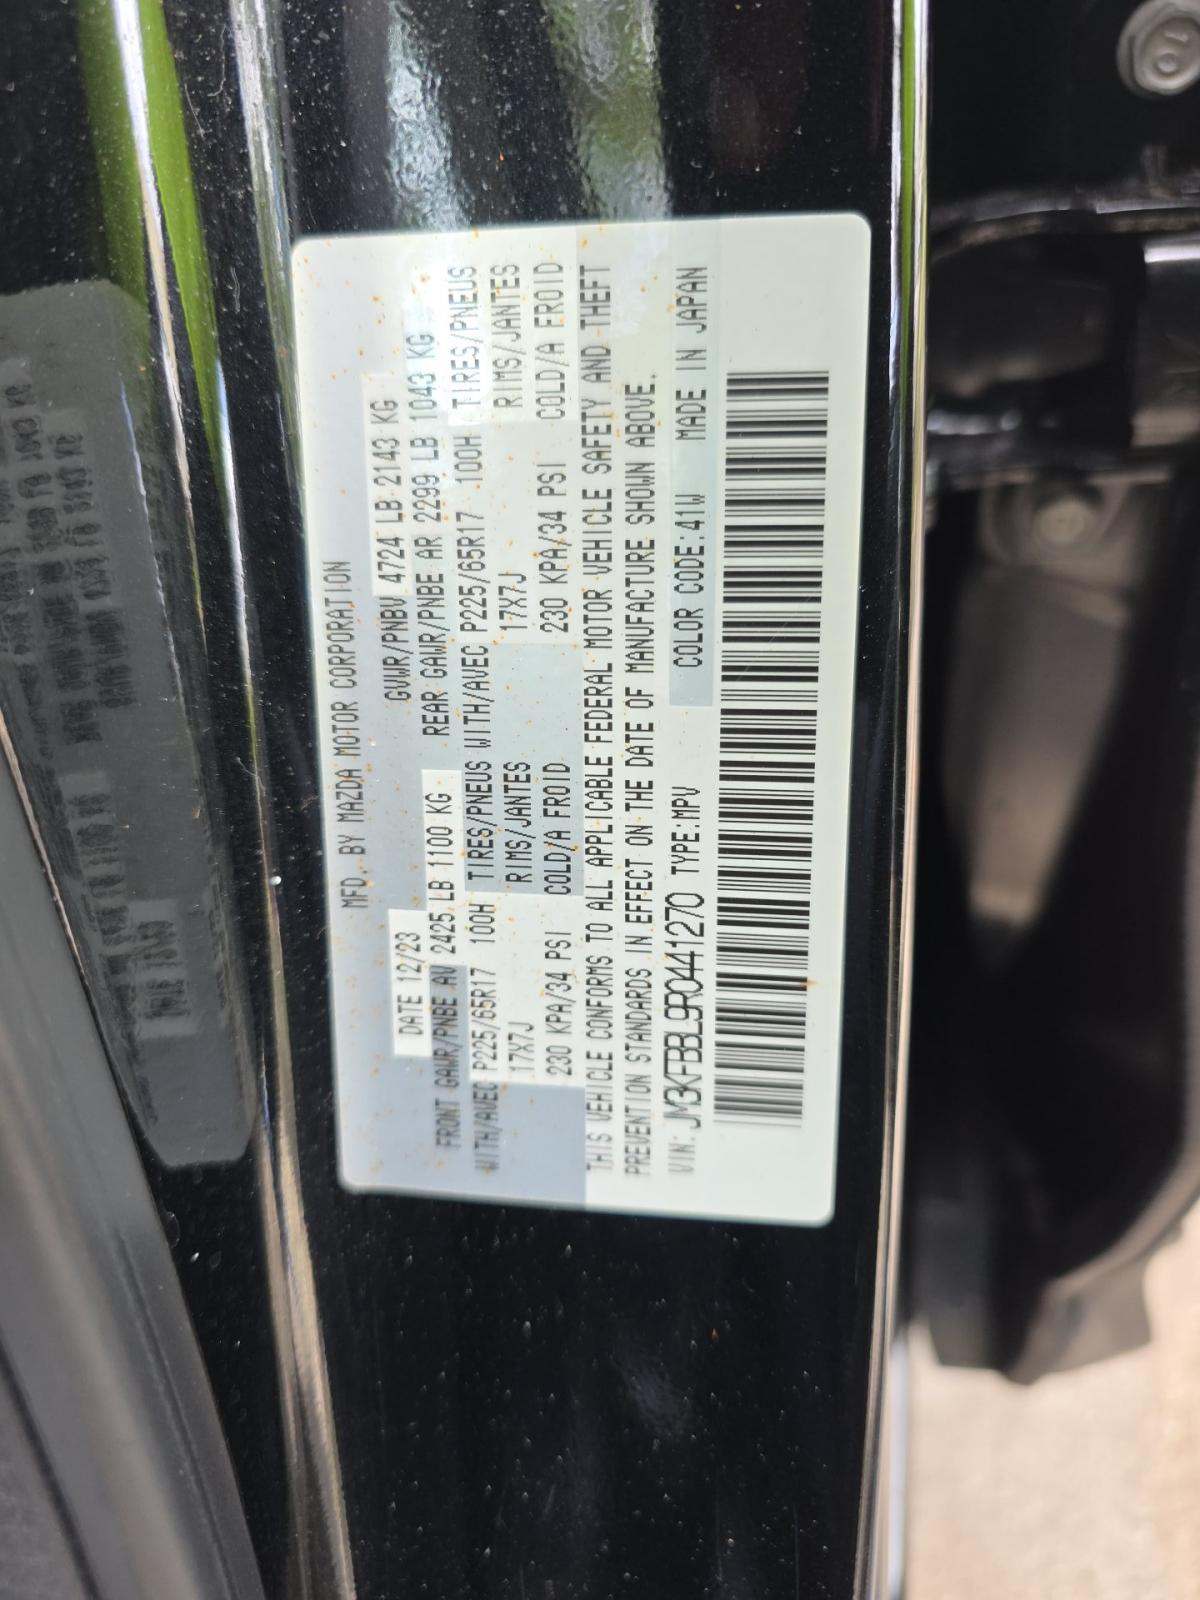 MFD. BY MAZDA MOTOR CORPORATION
DATE 12/23 GVWR/PNBV 4724 LB 2143 KG
FRONT GAWR/PNBE AV 2425 LB 1100 KG REAR GAWR/PNBE AR 2299 LB 1043 KG
WITH/AVEC P225/65R17 100H TIRES/PNEUS WITH/AVEC P225/65R17 100H TIRES/PNEUS
17X7J RIMS/JANTES 17X7J RIMS/JANTES
230 KPA/34 PSI COLD/A FROID 230 KPA/34 PSI COLD/A FROID
THIS VEHICLE CONFORMS TO ALL APPLICABLE FEDERAL MOTOR VEHICLE SAFETY AND THEFT
PREVENTION STANDARDS IN EFFECT ON THE DATE OF MANUFACTURE SHOWN ABOVE.
VIN: JM3KFBBL9R0441270 TYPE:MPV COLOR CODE:41W MADE IN JAPAN